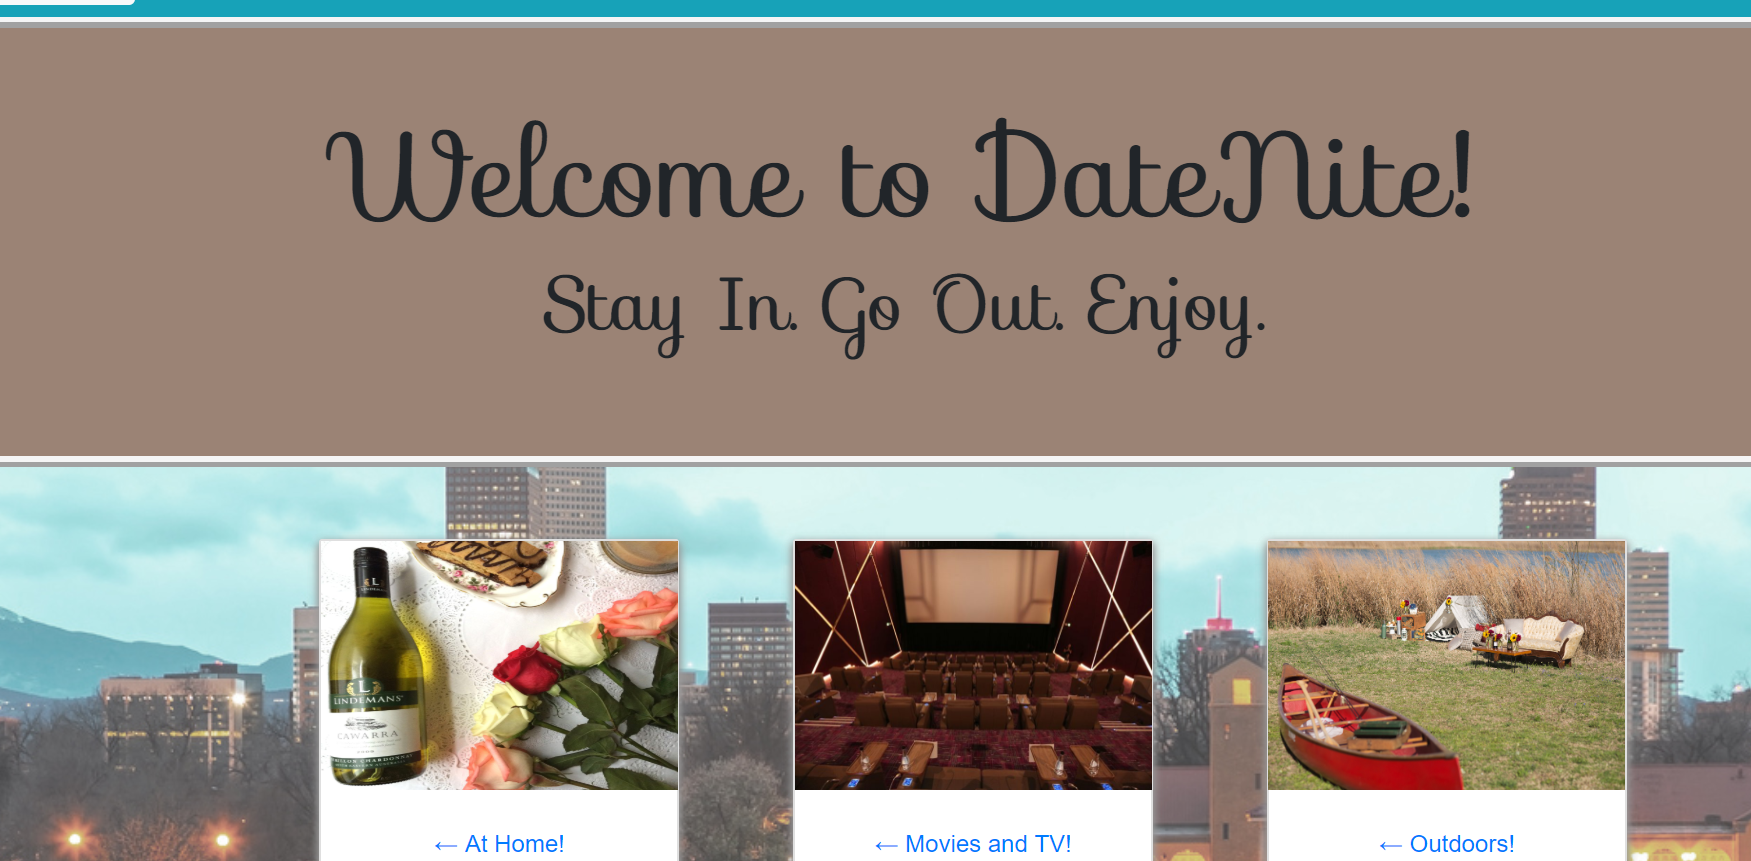 Welcome to DateNite!
Stay In. Go Out. Enjoy.
L
LINDEMANS
CAWARRA
← At Home!
← Movies and TV!
← Outdoors!